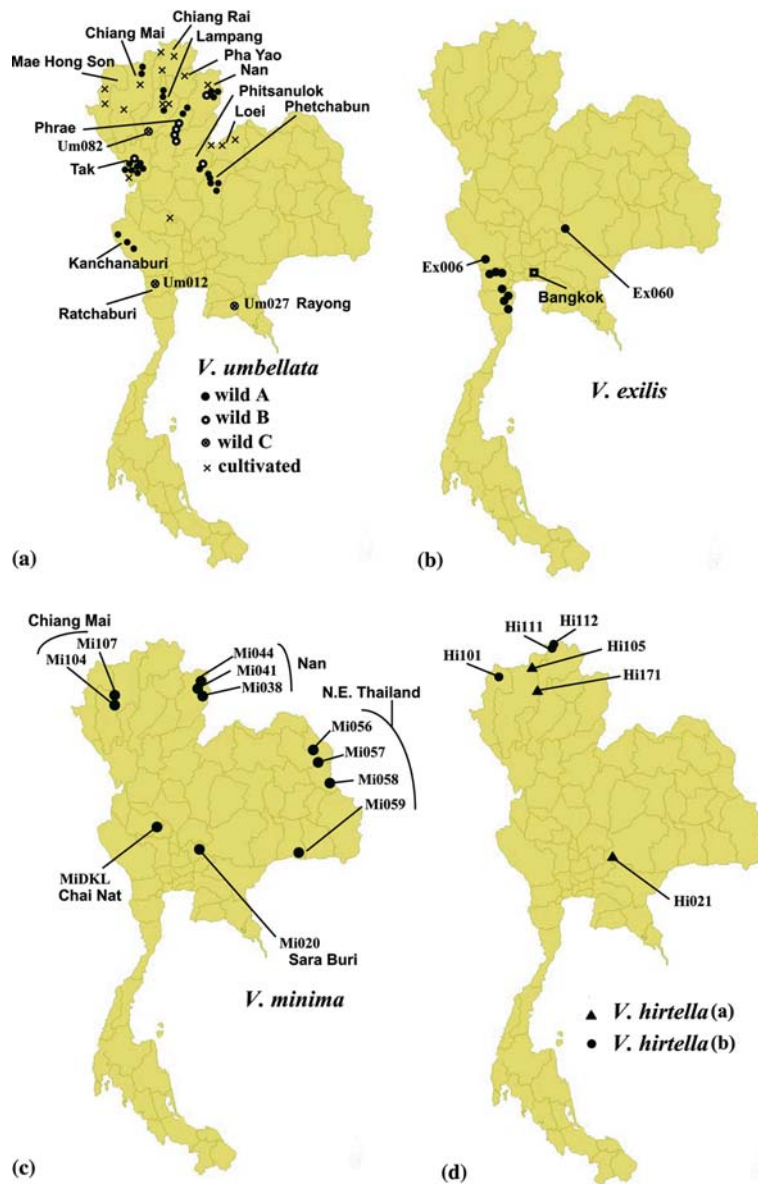 Chiang Rai
Chiang Mai
Lampang
Mae Hong Son
Pha Yao
Nan
Phitsanulok
Phrae
Loei
Phetchabun
Um082
Tak
Kanchanaburi
Um012
Um027 Rayong
Ratchaburi
V. umbellata
wild A
wild B
wild C
cultivated
(a)
Ex006
Ex060
Bangkok
V. exilis
(b)
Chiang Mai
Mi107
Mi104
Mi044
Mi041
Mi038
Nan
N.E. Thailand
Mi056
Mi057
Mi058
Mi059
MiDKL
Chai Nat
Mi020
Sara Buri
V. minima
(c)
Hi112
Hi111
Hi105
Hi101
Hi171
Hi021
V. hirtella (a)
V. hirtella (b)
(d)